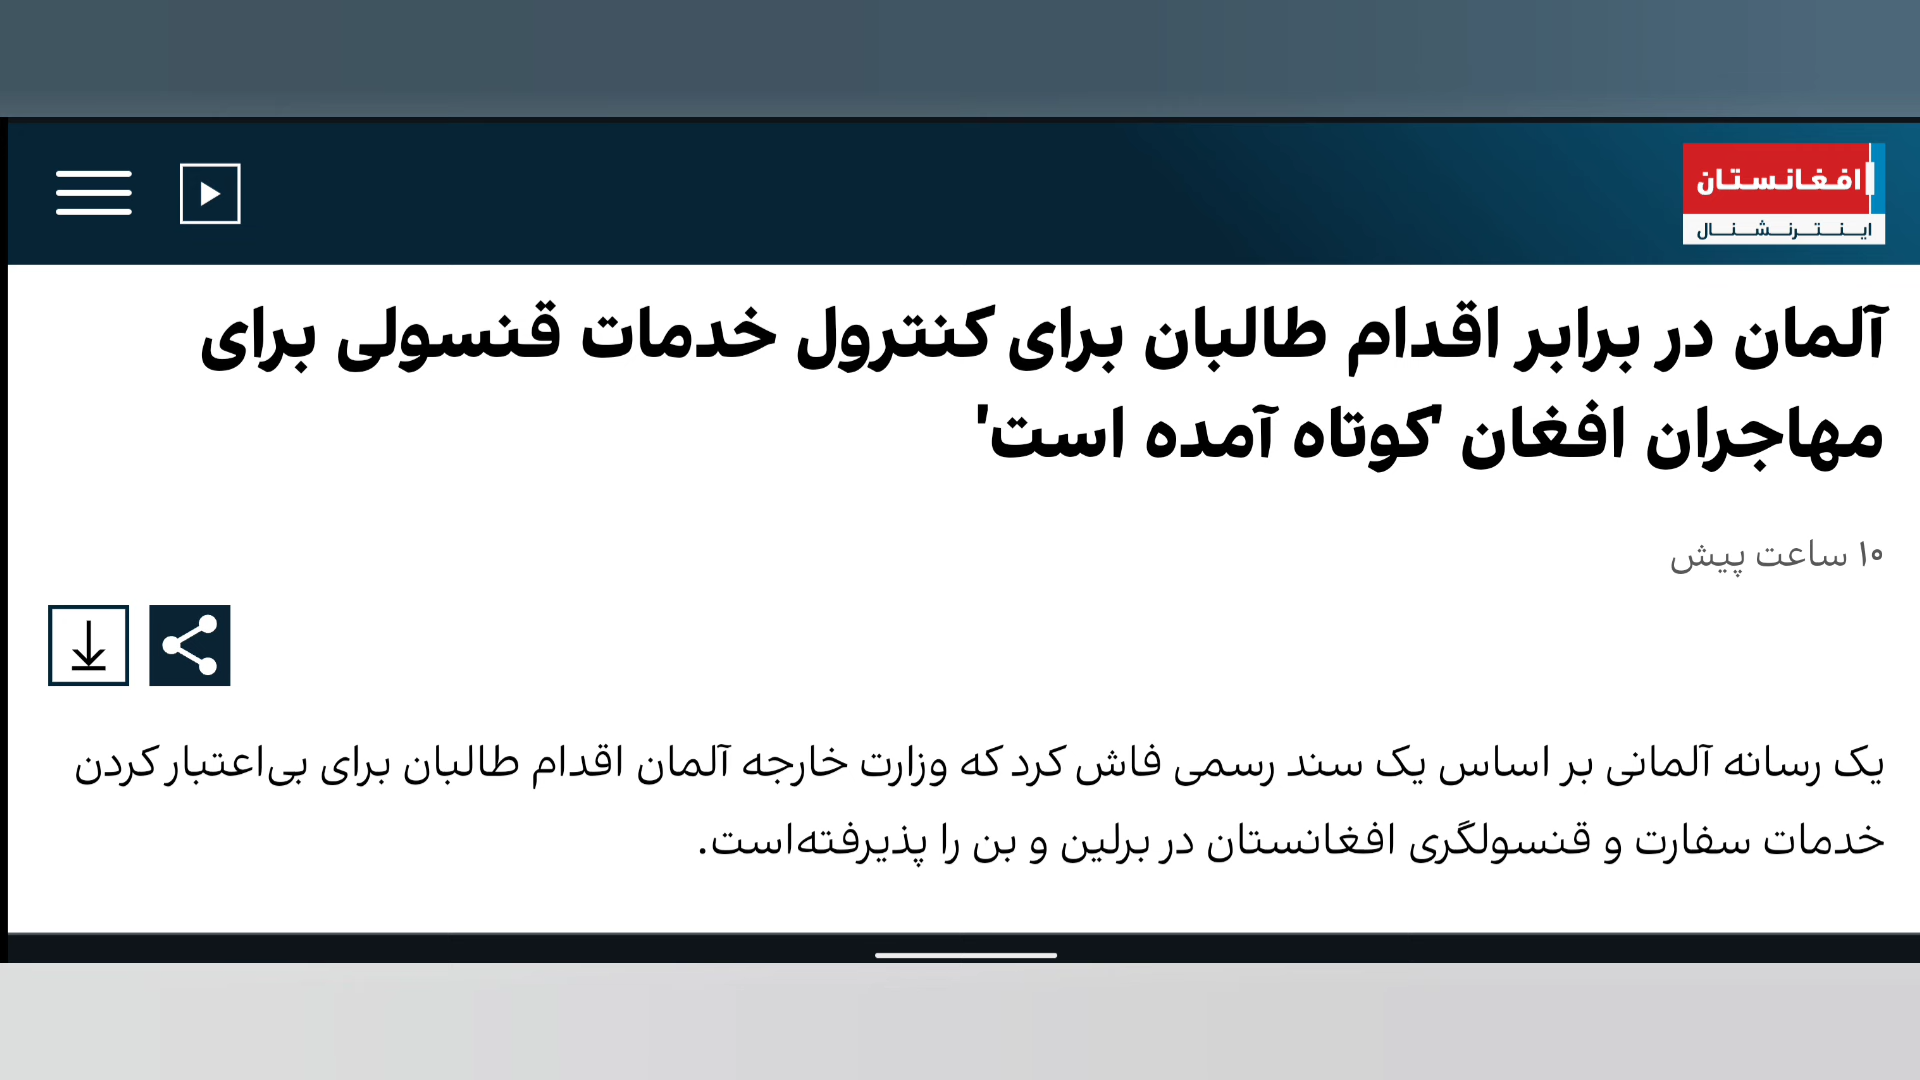 افغانستان
اینترنشنال
آلمان در برابر اقدام طالبان برای کنترول خدمات قنسولی برای
مهاجران افغان 'کوتاه آمده است'
۱۰ ساعت پیش
یک رسانه آلمانی بر اساس یک سند رسمی فاش کرد که وزارت خارجه آلمان اقدام طالبان برای بی‌اعتبار کردن
خدمات سفارت و قنسولگری افغانستان در برلین و بن را پذیرفته‌است.